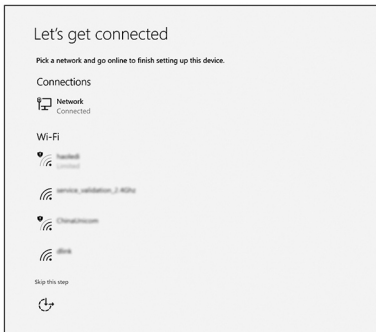 Let's get connected
Pick a network and go online to finish setting up this device.
Connections
Network
Connected
Wi-Fi
Limited
service_validation_2.4Ghz
ChinaUnicom
dlink
Skip this step